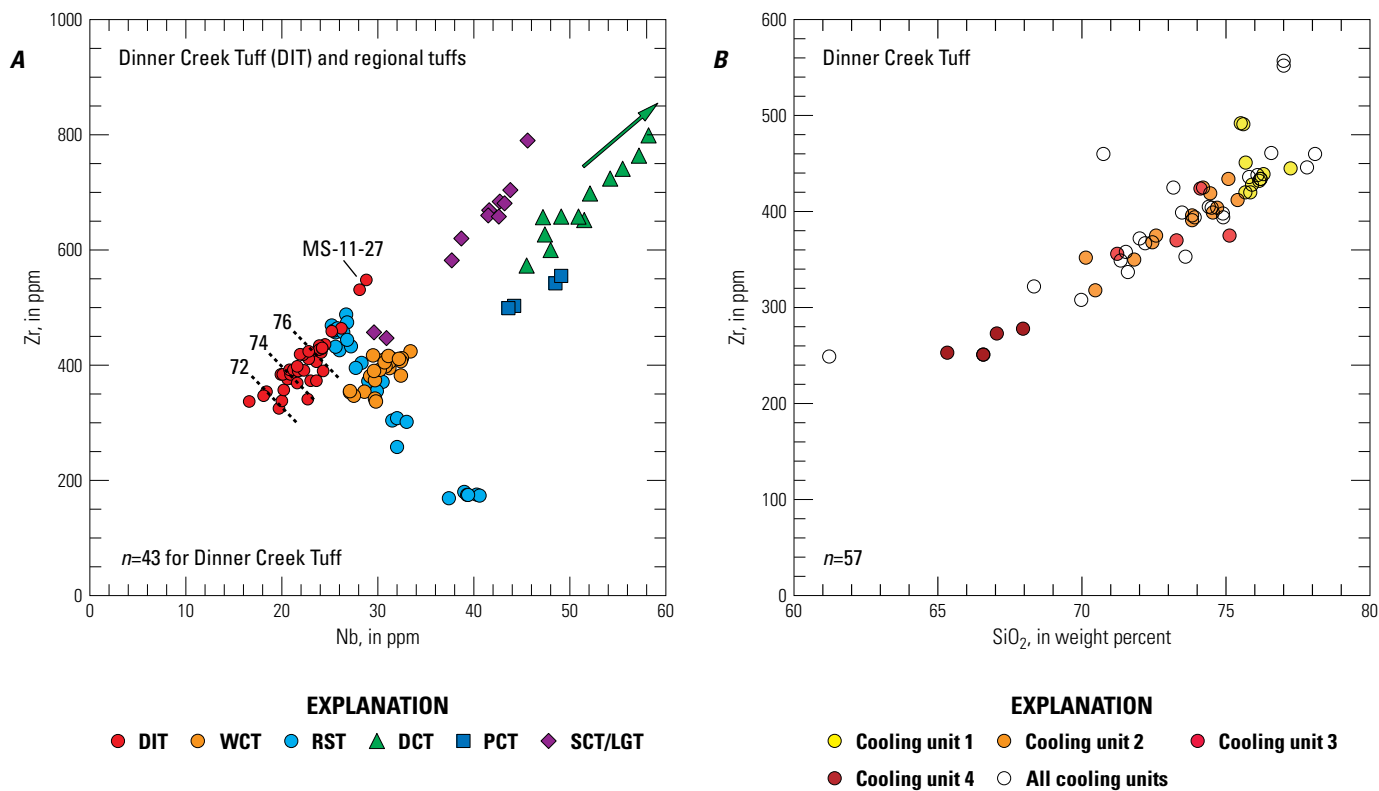 A
Dinner Creek Tuff (DIT) and regional tuffs
1000
800
600
400
200
0
Zr, in ppm
MS-11-27
76
74
72
n=43 for Dinner Creek Tuff
0 10 20 30 40 50 60
Nb, in ppm
EXPLANATION
DIT WCT RST DCT PCT SCT/LGT
B
Dinner Creek Tuff
600
500
400
300
200
100
0
Zr, in ppm
n=57
60 65 70 75 80
SiO2, in weight percent
EXPLANATION
Cooling unit 1 Cooling unit 2 Cooling unit 3
Cooling unit 4 All cooling units